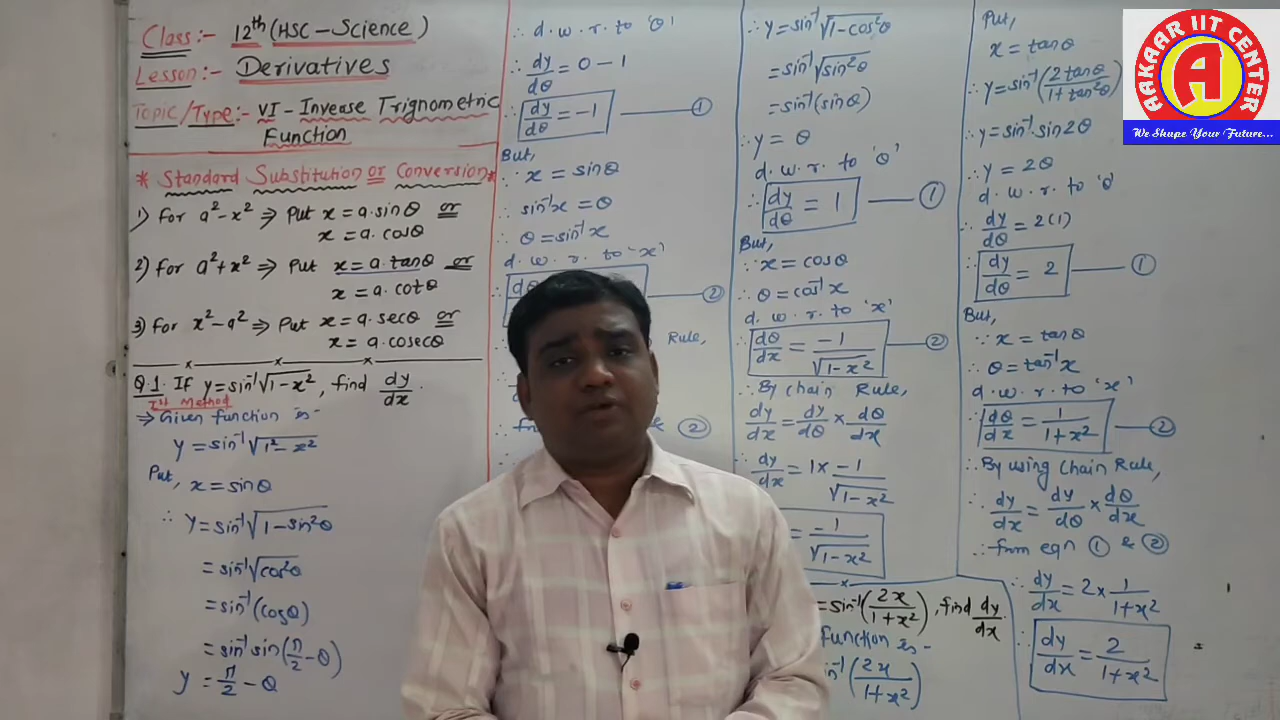 Class:- 12th (HSC-Science)
Lesson:- Derivatives
Topic/Type:- VI - Inverse Trignometric
Function
* Standard Substitution or Conversion*
1) For a²-x² ⇒ Put x = a.sinθ or
x = a.cosθ
2) For a²+x² ⇒ Put x = a.tanθ or
x = a.cotθ
3) For x²-a² ⇒ Put x = a.secθ or
x = a.cosecθ
Q.1. If y = sin⁻¹√1-x², find dy/dx.
Ist Method
⇒ Given function is-
y = sin⁻¹√1²-x²
Put, x = sinθ
∴ y = sin⁻¹√1-sin²θ
= sin⁻¹√cos²θ
= sin⁻¹(cosθ)
= sin⁻¹ sin(π/2-θ)
y = π/2 - θ
∴ d.w.r. to 'θ'
∴ dy/dθ = 0 - 1
∴ dy/dθ = -1 — ①
But,
∵ x = sinθ
∴ sin⁻¹x = θ
∴ θ = sin⁻¹x
d.w.r. to 'x'
∴ dθ — ②
Rule,
∴ from & ②
∴ y = sin⁻¹√1-cos²θ
= sin⁻¹√sin²θ
= sin⁻¹(sinθ)
∴ y = θ
d.w.r. to 'θ'
∴ dy/dθ = 1 — ①
But,
∵ x = cosθ
∴ θ = cos⁻¹x
d.w.r. to 'x'
∴ dθ/dx = -1/√1-x² — ②
∴ By chain Rule,
dy/dx = dy/dθ × dθ/dx
∴ dy/dx = 1 × -1/√1-x²
= -1/√1-x²
= sin⁻¹(2x/1+x²), find dy/dx.
function is-
sin⁻¹(2x/1+x²)
Put,
x = tanθ
∴ y = sin⁻¹(2tanθ/1+tan²θ)
∴ y = sin⁻¹.sin2θ
∴ y = 2θ
d.w.r. to 'θ'
∴ dy/dθ = 2(1)
∴ dy/dθ = 2 — ①
But,
∵ x = tanθ
∴ θ = tan⁻¹x
d.w.r. to 'x'
∴ dθ/dx = 1/1+x² — ②
∴ By using Chain Rule,
∴ dy/dx = dy/dθ × dθ/dx
∴ from eqn ① & ②
∴ dy/dx = 2 × 1/1+x²
∴ dy/dx = 2/1+x²
AAKAAR IIT CENTER
A
We Shape Your Future...